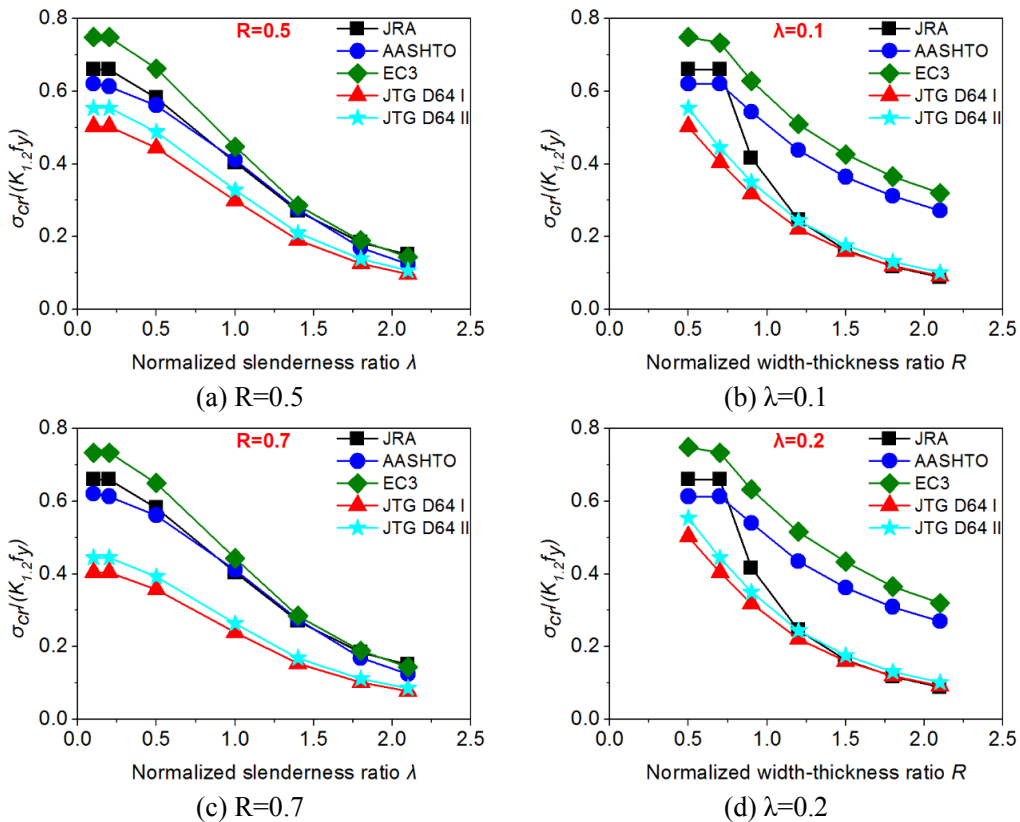 R=0.5
JRA
AASHTO
EC3
JTG D64 I
JTG D64 II
0.8
0.6
0.4
0.2
0.0
σcr/(K1.2fy)
0.0 0.5 1.0 1.5 2.0 2.5
Normalized slenderness ratio λ
(a) R=0.5
λ=0.1
JRA
AASHTO
EC3
JTG D64 I
JTG D64 II
0.8
0.6
0.4
0.2
0.0
σcr/(K1.2fy)
0.0 0.5 1.0 1.5 2.0 2.5
Normalized width-thickness ratio R
(b) λ=0.1
R=0.7
JRA
AASHTO
EC3
JTG D64 I
JTG D64 II
0.8
0.6
0.4
0.2
0.0
σcr/(K1.2fy)
0.0 0.5 1.0 1.5 2.0 2.5
Normalized slenderness ratio λ
(c) R=0.7
λ=0.2
JRA
AASHTO
EC3
JTG D64 I
JTG D64 II
0.8
0.6
0.4
0.2
0.0
σcr/(K1.2fy)
0.0 0.5 1.0 1.5 2.0 2.5
Normalized width-thickness ratio R
(d) λ=0.2